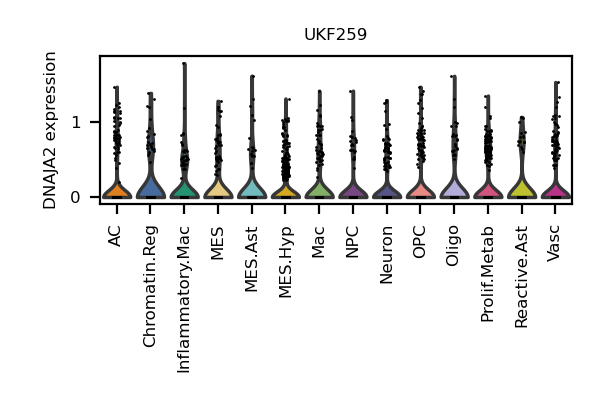 UKF259
DNAJA2 expression
1
0
AC
Chromatin.Reg
Inflammatory.Mac
MES
MES.Ast
MES.Hyp
Mac
NPC
Neuron
OPC
Oligo
Prolif.Metab
Reactive.Ast
Vasc